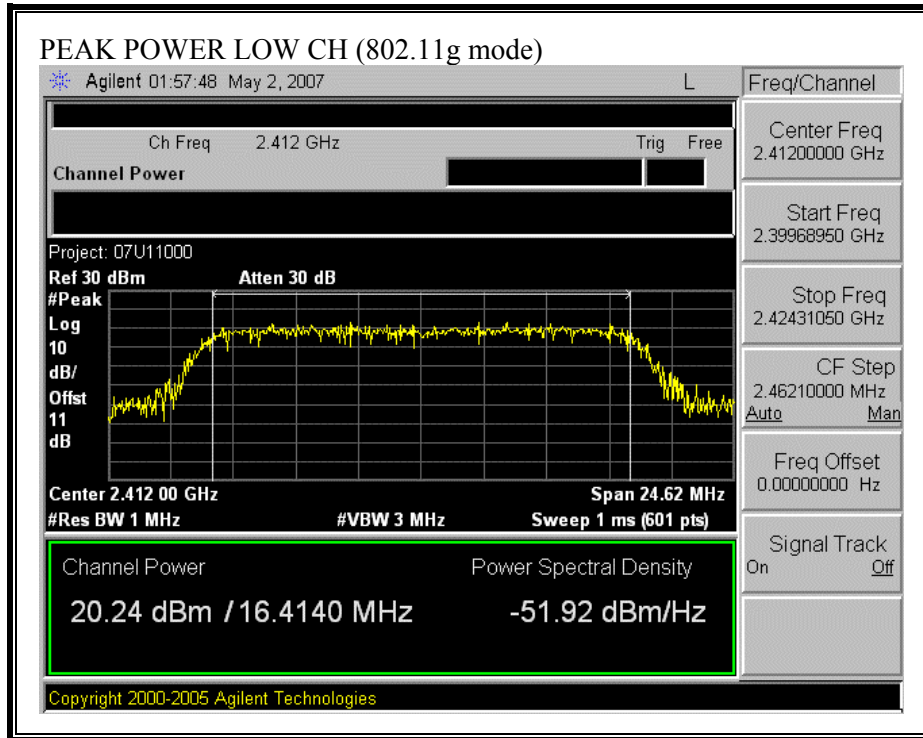 PEAK POWER LOW CH (802.11g mode)
Agilent 01:57:48 May 2, 2007 L
Freq/Channel
Ch Freq 2.412 GHz Trig Free
Channel Power
Center Freq
2.41200000 GHz
Start Freq
2.39968950 GHz
Stop Freq
2.42431050 GHz
CF Step
2.46210000 MHz
Auto Man
Freq Offset
0.00000000 Hz
Signal Track
On Off
Project: 07U11000
Ref 30 dBm Atten 30 dB
#Peak
Log
10
dB/
Offst
11
dB
Center 2.412 00 GHz Span 24.62 MHz
#Res BW 1 MHz #VBW 3 MHz Sweep 1 ms (601 pts)
Channel Power Power Spectral Density
20.24 dBm / 16.4140 MHz -51.92 dBm/Hz
Copyright 2000-2005 Agilent Technologies